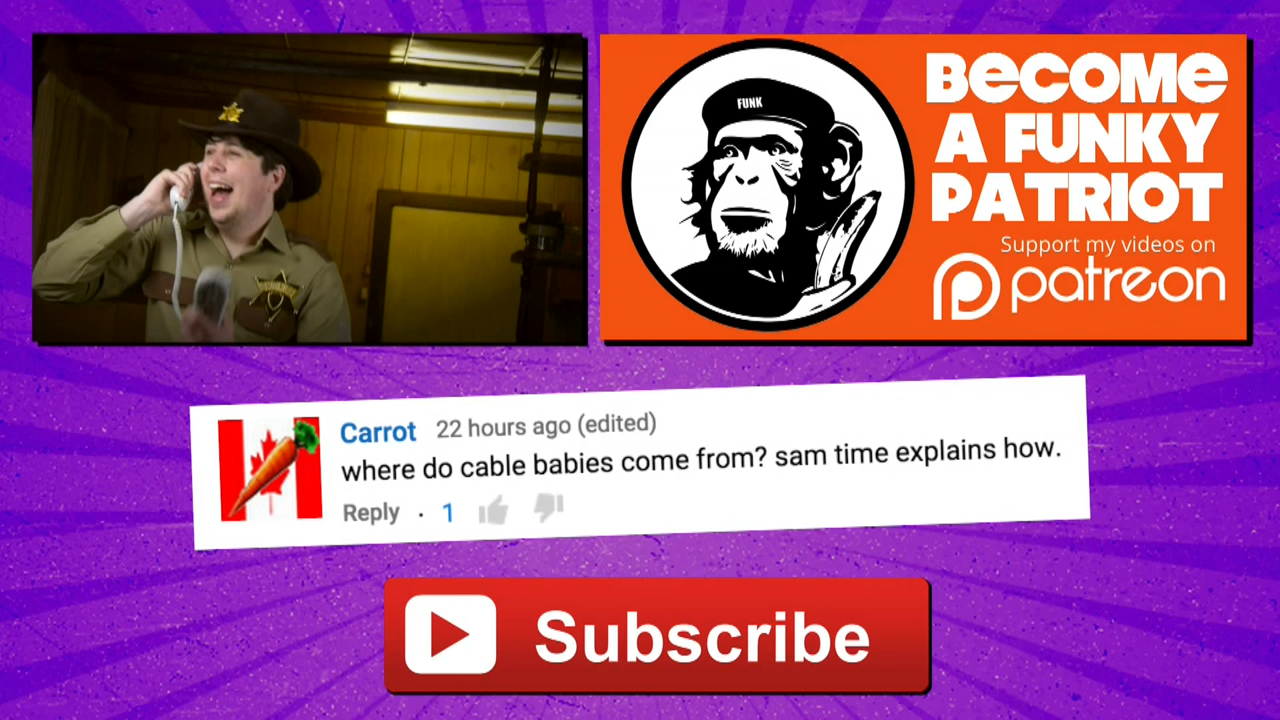 FUNK
BECOME
A FUNKY
PATRIOT
Support my videos on
patreon
Carrot 22 hours ago (edited)
where do cable babies come from? sam time explains how.
Reply · 1
Subscribe